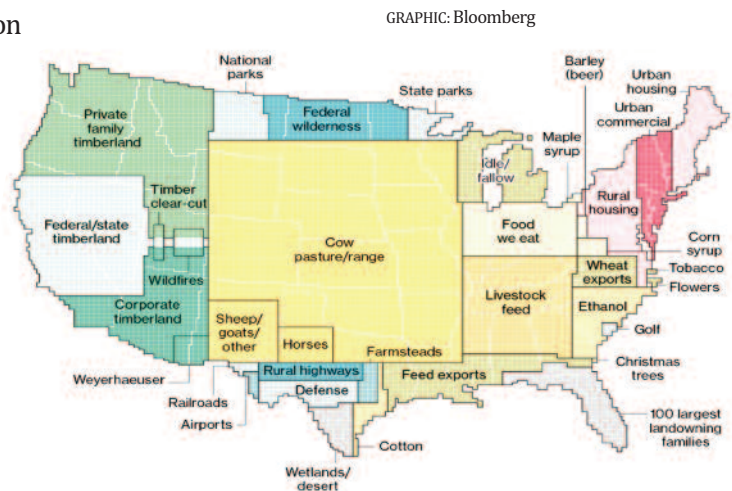 on
GRAPHIC: Bloomberg
National
parks
Federal
wilderness
State parks
Barley
(beer)
Urban
housing
Urban
commercial
Private
family
timberland
Idle/
fallow
Maple
syrup
Timber
clear-cut
Rural
housing
Federal/state
timberland
Cow
pasture/range
Food
we eat
Corn
syrup
Wildfires
Wheat
exports
Tobacco
Flowers
Corporate
timberland
Livestock
feed
Ethanol
Sheep/
goats/
other
Horses
Golf
Farmsteads
Weyerhaeuser
Rural highways
Feed exports
Christmas
trees
Railroads
Defense
Airports
100 largest
landowning
families
Cotton
Wetlands/
desert